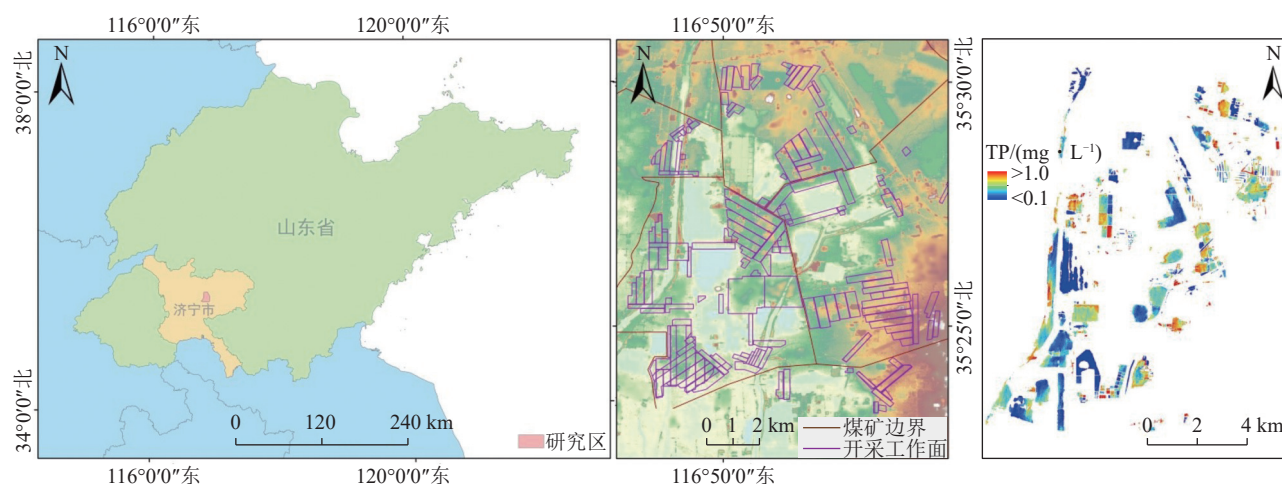 116°0′0″东
120°0′0″东
38°0′0″北
34°0′0″北
N
山东省
济宁市
0 120 240 km
研究区
116°0′0″东
120°0′0″东
116°50′0″东
N
35°30′0″北
35°25′0″北
0 1 2 km
煤矿边界
开采工作面
116°50′0″东
N
TP/(mg · L⁻¹)
>1.0
<0.1
0 2 4 km